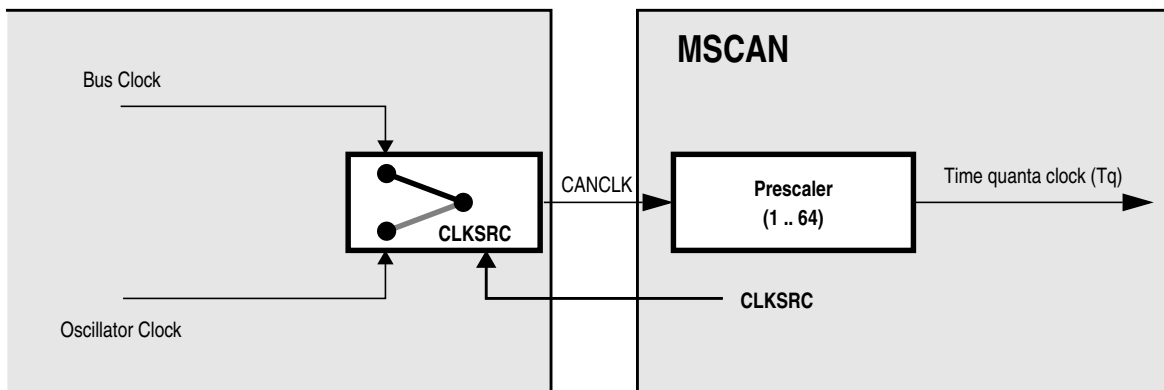 MSCAN
Bus Clock
CANCLK
Prescaler
(1 .. 64)
Time quanta clock (Tq)
CLKSRC
CLKSRC
Oscillator Clock